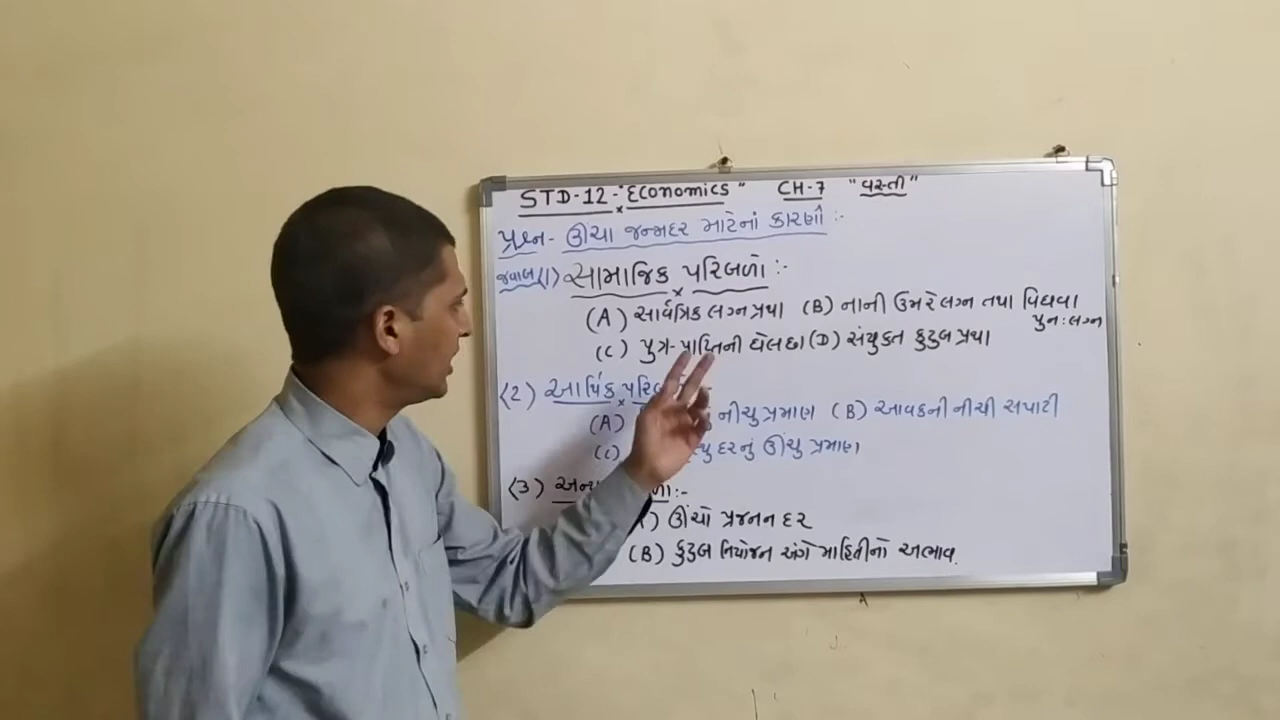 STD-12-"Economics" CH-7 "વસ્તી"
પ્રશ્ન- ઊંચા જન્મદર માટેનાં કારણો :-
જવાબ (1) સામાજિક પરિબળો :-
(A) સાર્વત્રિક લગ્ન પ્રથા (B) નાની ઉંમરે લગ્ન તથા વિધવા
પુન: લગ્ન
(C) પુત્ર-પ્રાપ્તિની ઘેલછા (D) સંયુક્ત કુટુંબ પ્રથા
(2) આર્થિક :-
(A) નીચુ પ્રમાણ (B) આવકની નીચી સપાટી
(C) દરનું ઊંચુ પ્રમાણ
(3) :-
ઊંચો પ્રજનન દર
(B) કુટુંબ નિયોજન અંગે માહિતીનો અભાવ.